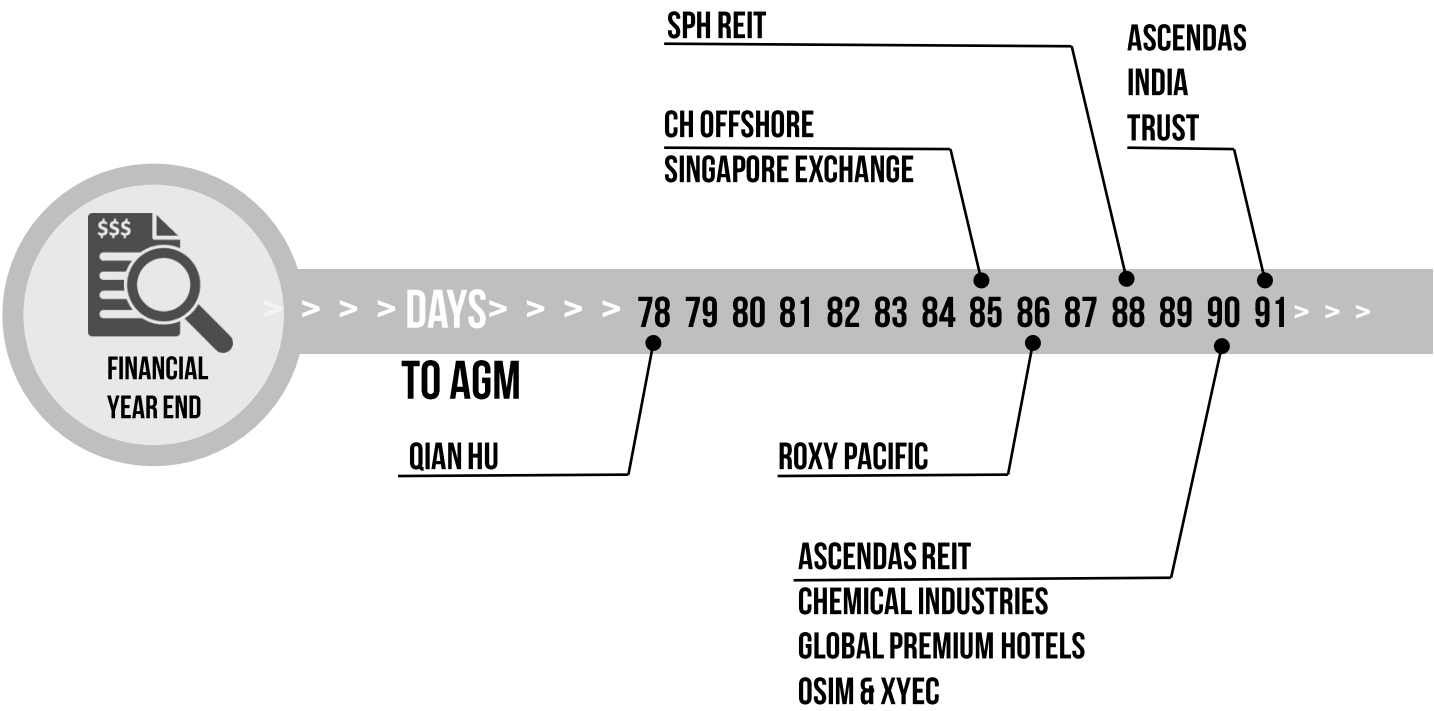 SPH REIT
ASCENDAS
INDIA
TRUST
CH OFFSHORE
SINGAPORE EXCHANGE
$$$
FINANCIAL
YEAR END
> > > > DAYS > > > > 78 79 80 81 82 83 84 85 86 87 88 89 90 91 > > >
TO AGM
QIAN HU
ROXY PACIFIC
ASCENDAS REIT
CHEMICAL INDUSTRIES
GLOBAL PREMIUM HOTELS
OSIM & XYEC